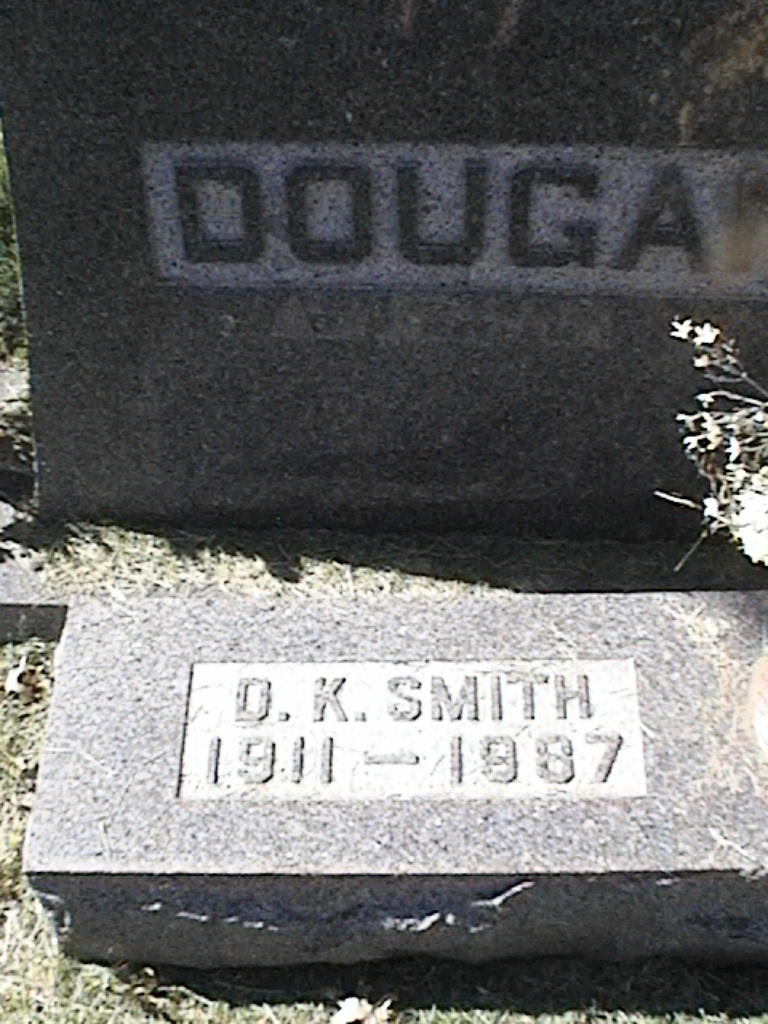 DOUGA
D. K. SMITH
1911 — 1987